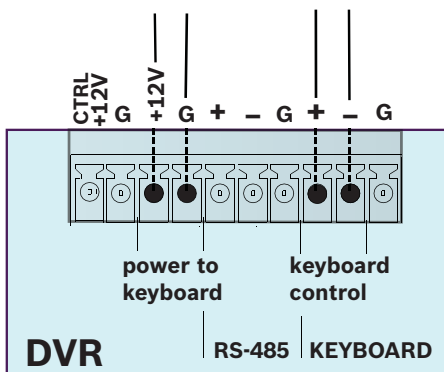 CTRL +12V G +12V G + – G + – G
power to keyboard
keyboard control
DVR RS-485 KEYBOARD